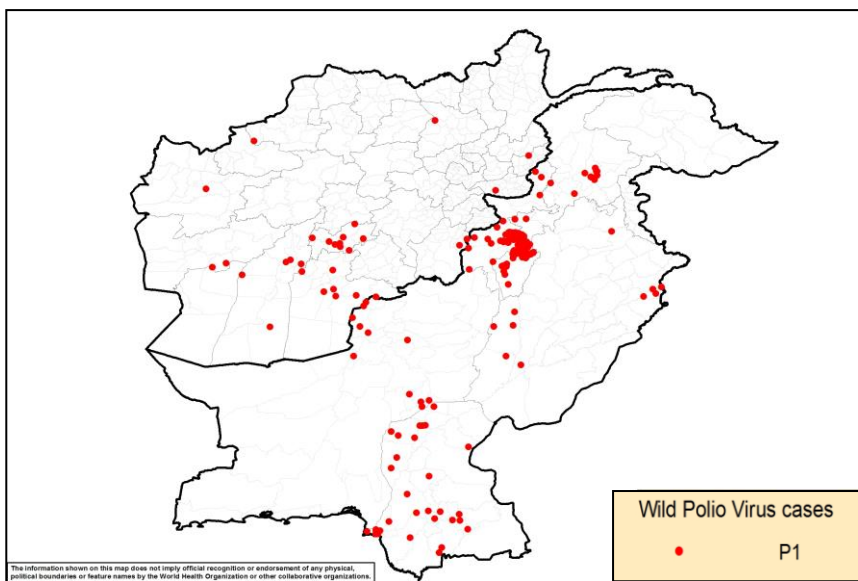 Wild Polio Virus cases
P1
The information shown on this map does not imply official recognition or endorsement of any physical,
political boundaries or feature names by the World Health Organization or other collaborative organizations.